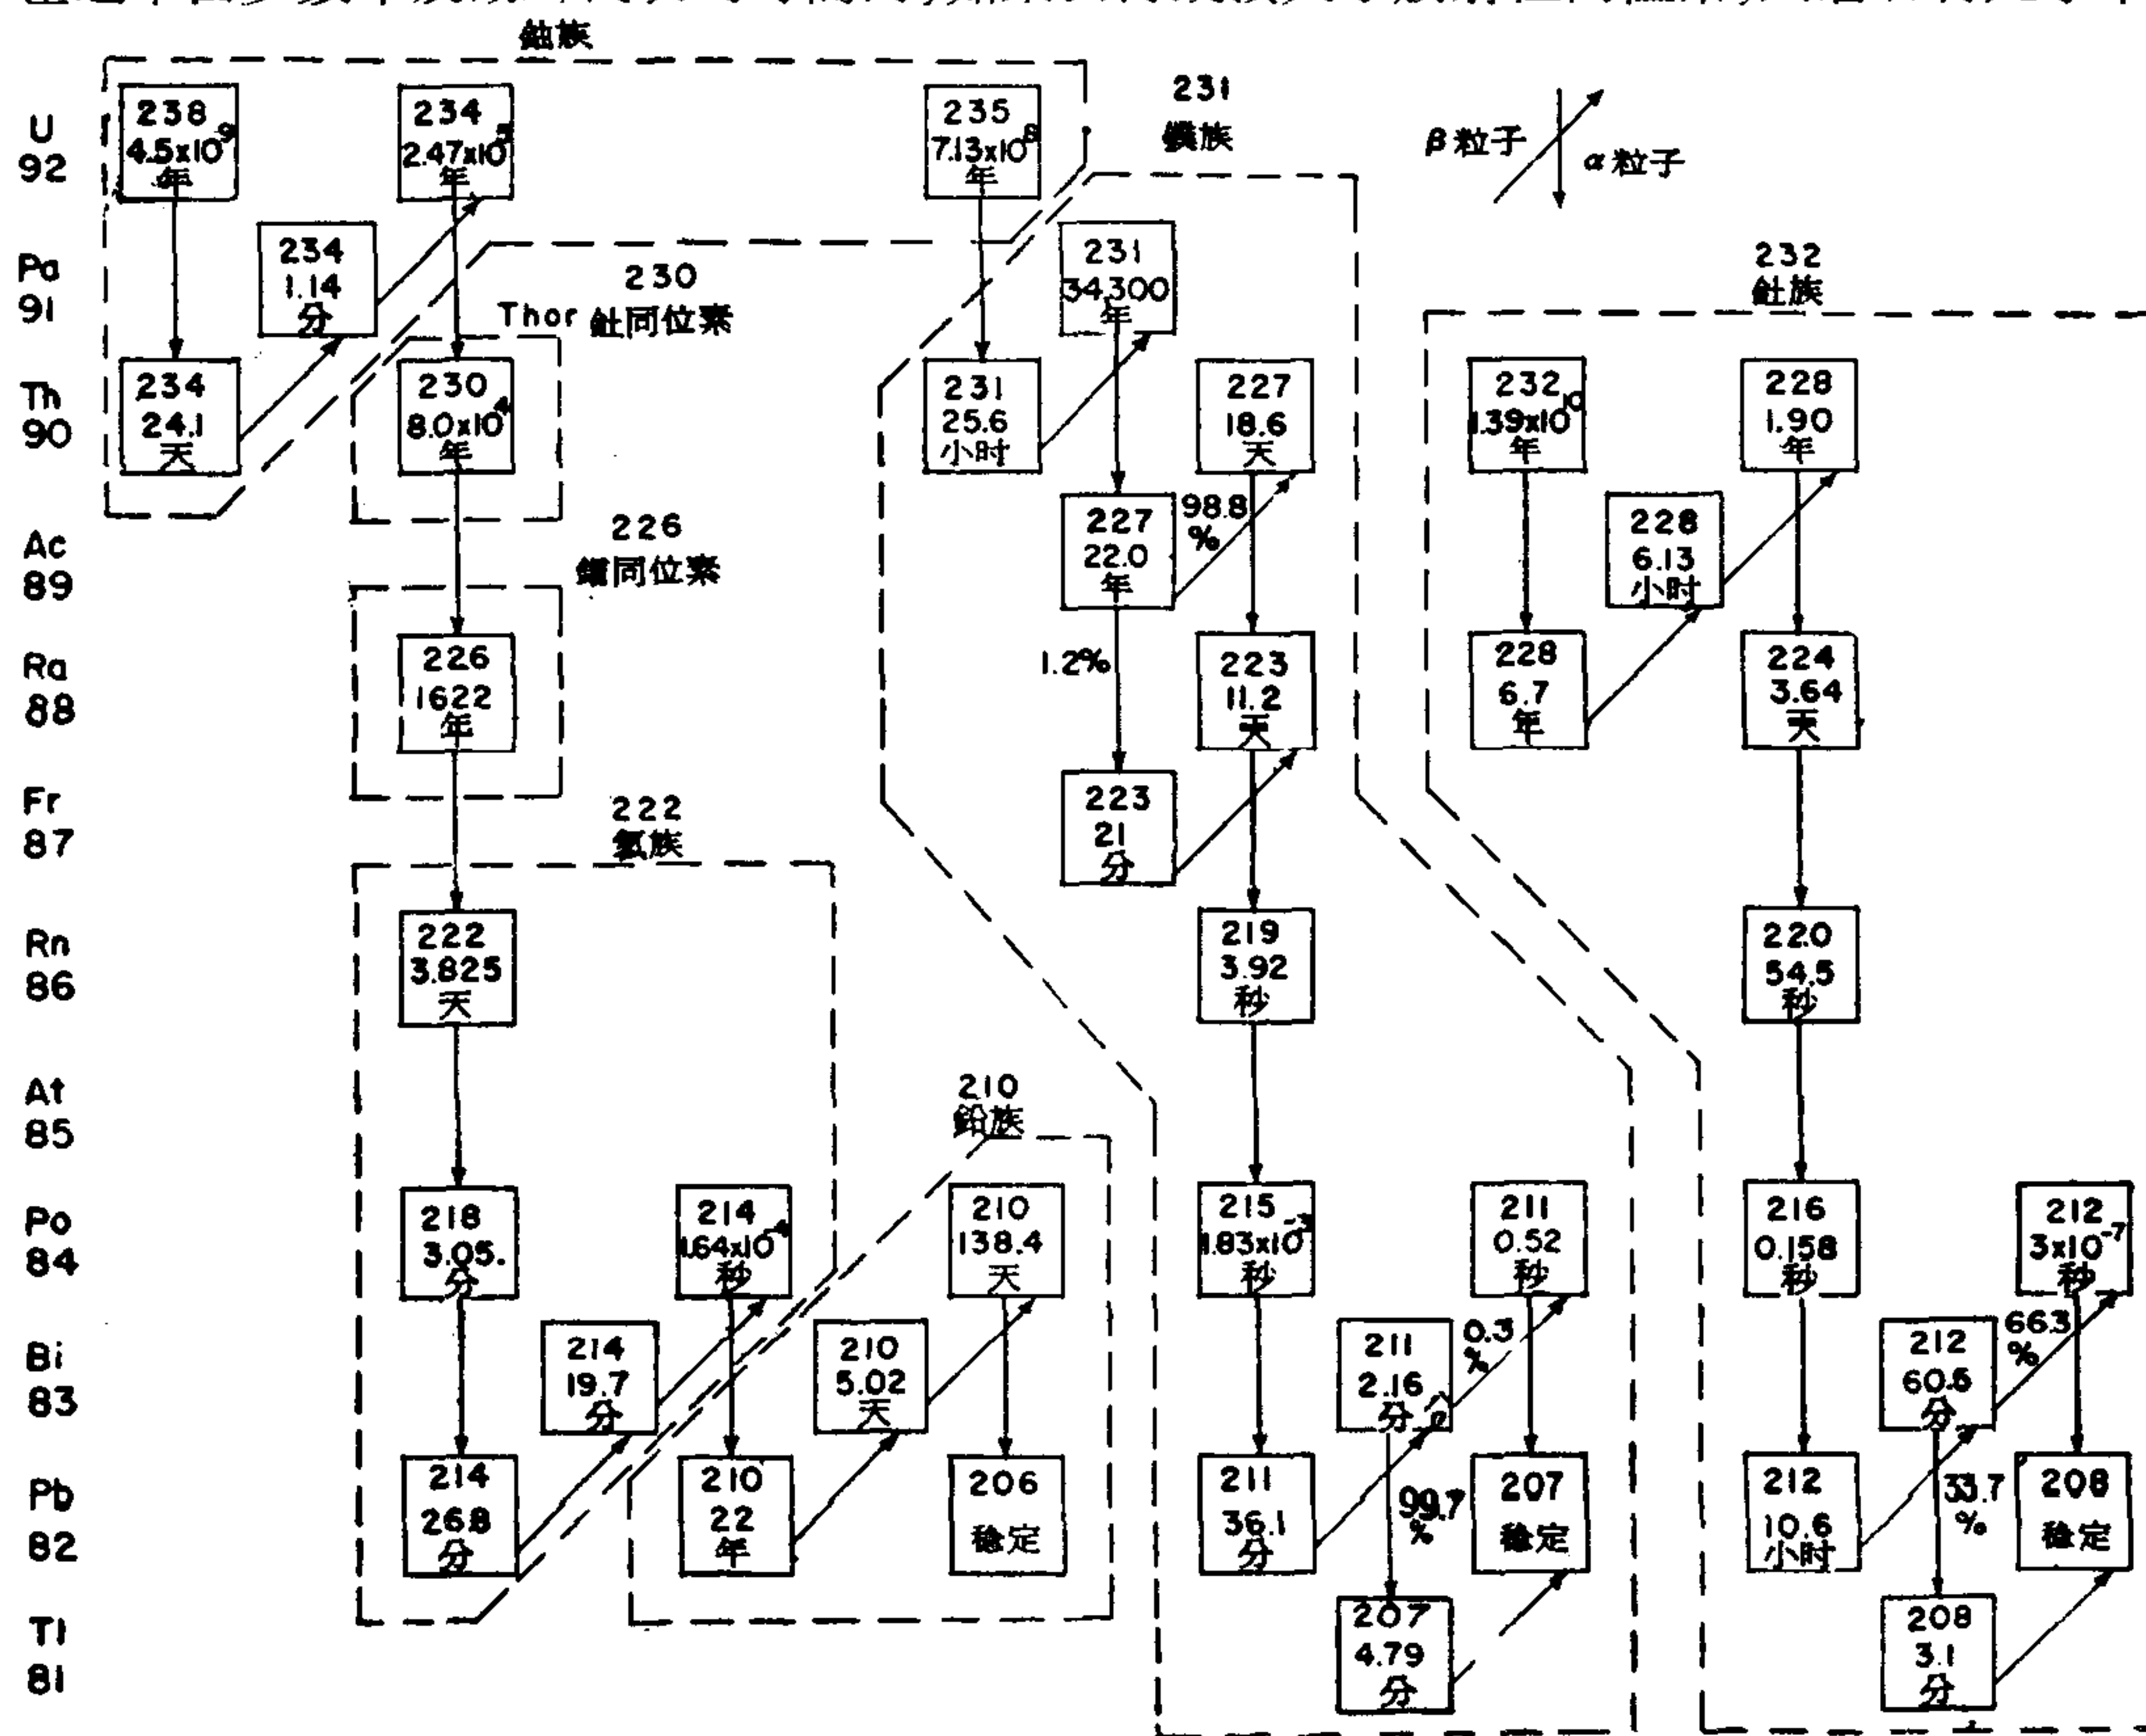 鈾族
238
4.5x10⁹
年
234
2.47x10⁵
年
235
7.13x10⁸
年
231
鏷族
β粒子
α粒子
U
92
234
1.14
分
230
Thor 釷同位素
231
34,300
年
232
釷族
Pa
91
234
24.1
天
230
8.0x10⁴
年
231
25.6
小时
227
18.6
天
232
1.39x10¹⁰
年
228
1.90
年
Th
90
226
鐳同位素
227
22.0
年
98.8
%
228
6.13
小时
Ac
89
226
1622
年
1.2%
223
11.2
天
228
6.7
年
224
3.64
天
Ra
88
222
氡族
223
21
分
Fr
87
222
3.825
天
219
3.92
秒
220
54.5
秒
Rn
86
210
鉛族
At
85
218
3.05.
分
214
1.64x10⁻⁴
秒
210
138.4
天
215
1.83x10⁻³
秒
211
0.52
秒
216
0.158
秒
212
3x10⁻⁷
秒
Po
84
214
19.7
分
210
5.02
天
211
2.16
分
0.3
%
212
60.5
分
66.3
%
Bi
83
214
26.8
分
210
22
年
206
稳定
211
36.1
分
99.7
%
207
稳定
212
10.6
小时
33.7
%
208
稳定
Pb
82
207
4.79
分
208
3.1
分
Tl
81